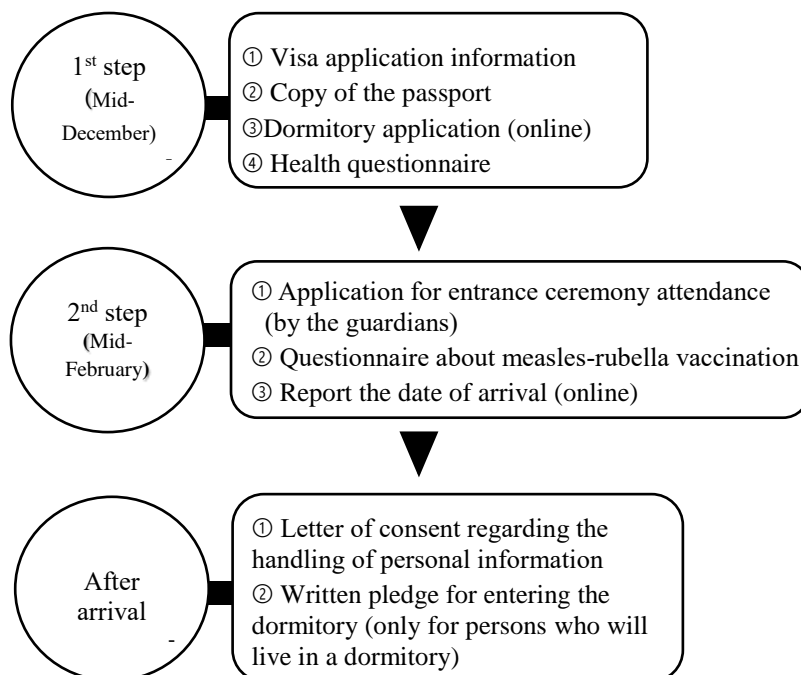 1st step
(Mid-
December)
-
① Visa application information
② Copy of the passport
③Dormitory application (online)
④ Health questionnaire
2nd step
(Mid-
February)
① Application for entrance ceremony attendance
(by the guardians)
② Questionnaire about measles-rubella vaccination
③ Report the date of arrival (online)
After
arrival
-
① Letter of consent regarding the
handling of personal information
② Written pledge for entering the
dormitory (only for persons who will
live in a dormitory)